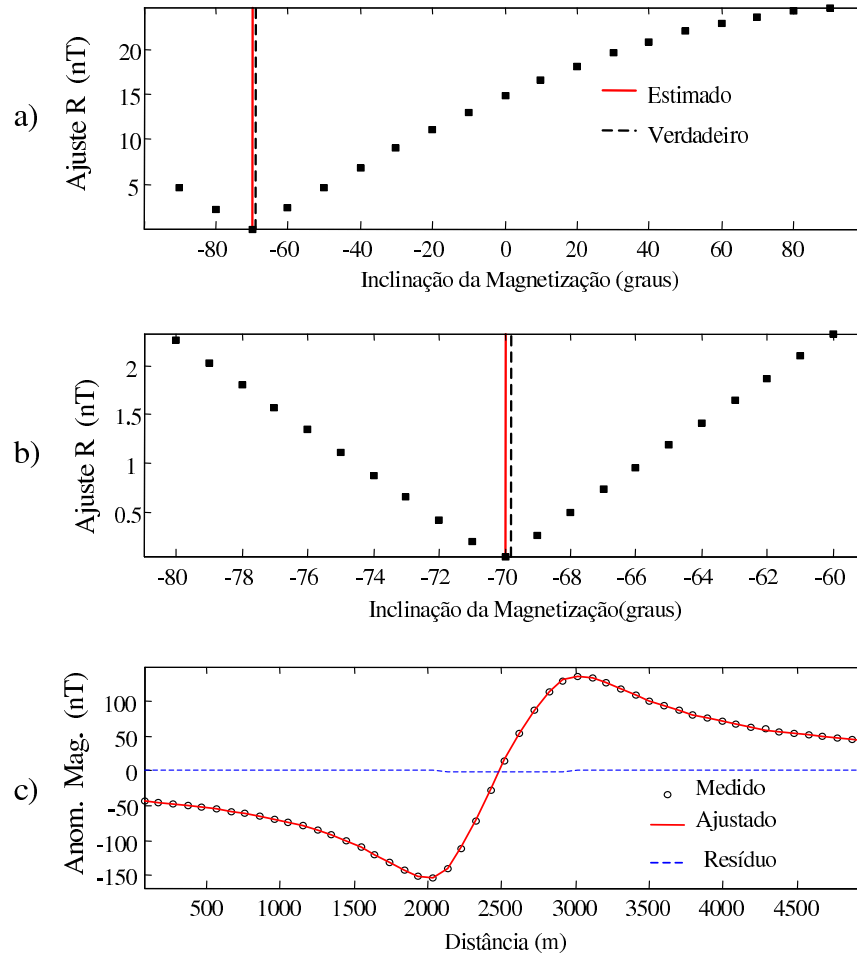 a)
Ajuste R (nT)
20
15
10
5
Estimado
Verdadeiro
-80 -60 -40 -20 0 20 40 60 80
Inclinação da Magnetização (graus)
b)
Ajuste R (nT)
2
1.5
1
0.5
-80 -78 -76 -74 -72 -70 -68 -66 -64 -62 -60
Inclinação da Magnetização(graus)
c)
Anom. Mag. (nT)
100
50
0
-50
-100
-150
Medido
Ajustado
Resíduo
500 1000 1500 2000 2500 3000 3500 4000 4500
Distância (m)